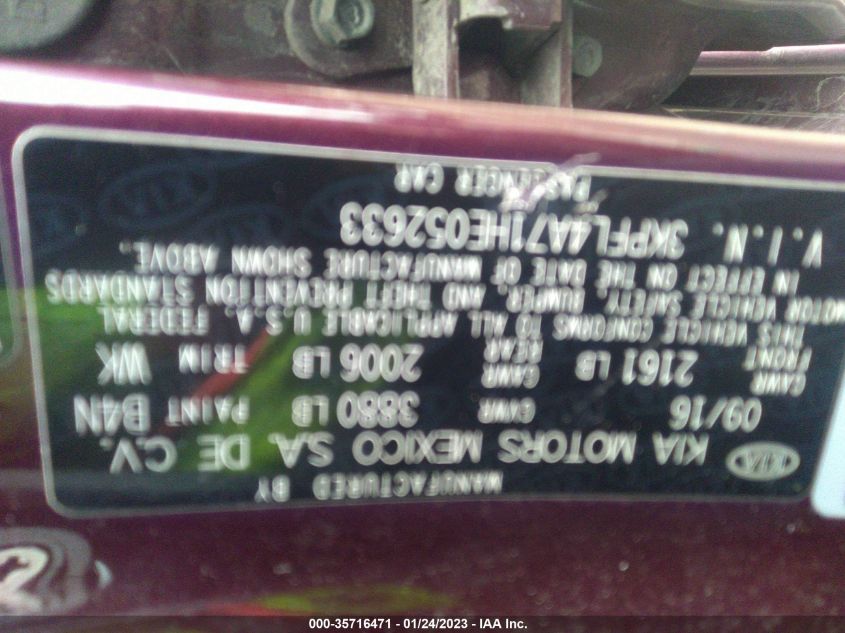 MANUFACTURED BY
KIA KIA MOTORS MEXICO S.A. DE C.V.
09/16 GVWR 3880 LB PAINT B4N
GAWR FRONT 2161 LB GAWR REAR 2006 LB TRIM WK
THIS VEHICLE CONFORMS TO ALL APPLICABLE U.S.A. FEDERAL
MOTOR VEHICLE SAFETY, BUMPER AND THEFT PREVENTION STANDARDS
IN EFFECT ON THE DATE OF MANUFACTURE SHOWN ABOVE.
V.I.N. 3KPFL4A71HE052633
PASSENGER CAR
000-35716471 - 01/24/2023 - IAA Inc.